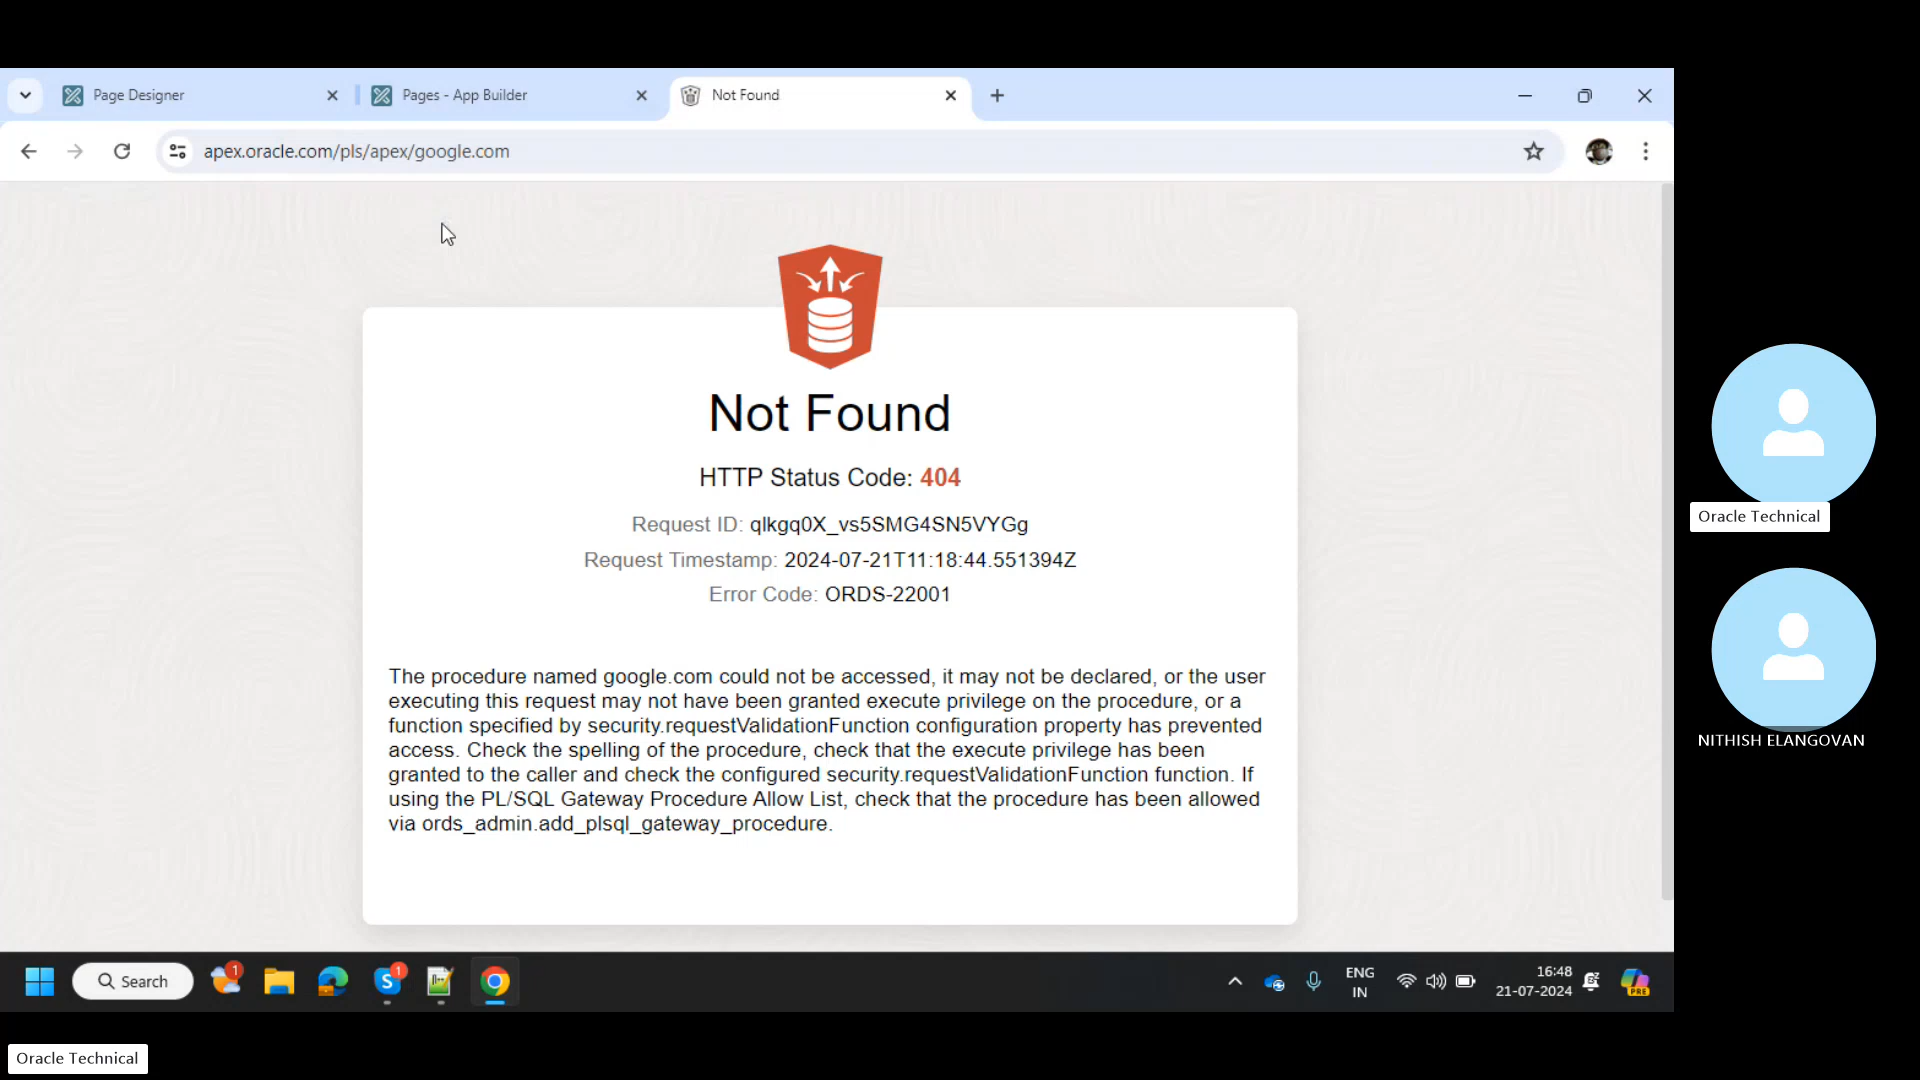 Page Designer
Pages - App Builder
Not Found
apex.oracle.com/pls/apex/google.com
Not Found
HTTP Status Code: 404
Request ID: qlkgq0X_vs5SMG4SN5VYGg
Request Timestamp: 2024-07-21T11:18:44.551394Z
Error Code: ORDS-22001
The procedure named google.com could not be accessed, it may not be declared, or the user
executing this request may not have been granted execute privilege on the procedure, or a
function specified by security.requestValidationFunction configuration property has prevented
access. Check the spelling of the procedure, check that the execute privilege has been
granted to the caller and check the configured security.requestValidationFunction function. If
using the PL/SQL Gateway Procedure Allow List, check that the procedure has been allowed
via ords_admin.add_plsql_gateway_procedure.
Oracle Technical
NITHISH ELANGOVAN
Search
1
S
1
ENG
IN
16:48
21-07-2024
PRE
Oracle Technical